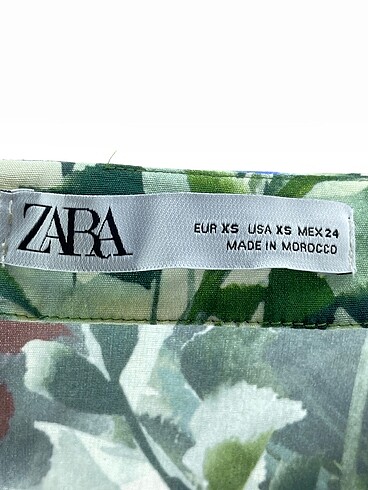 ZARA
EUR XS USA XS MEX 24
MADE IN MOROCCO